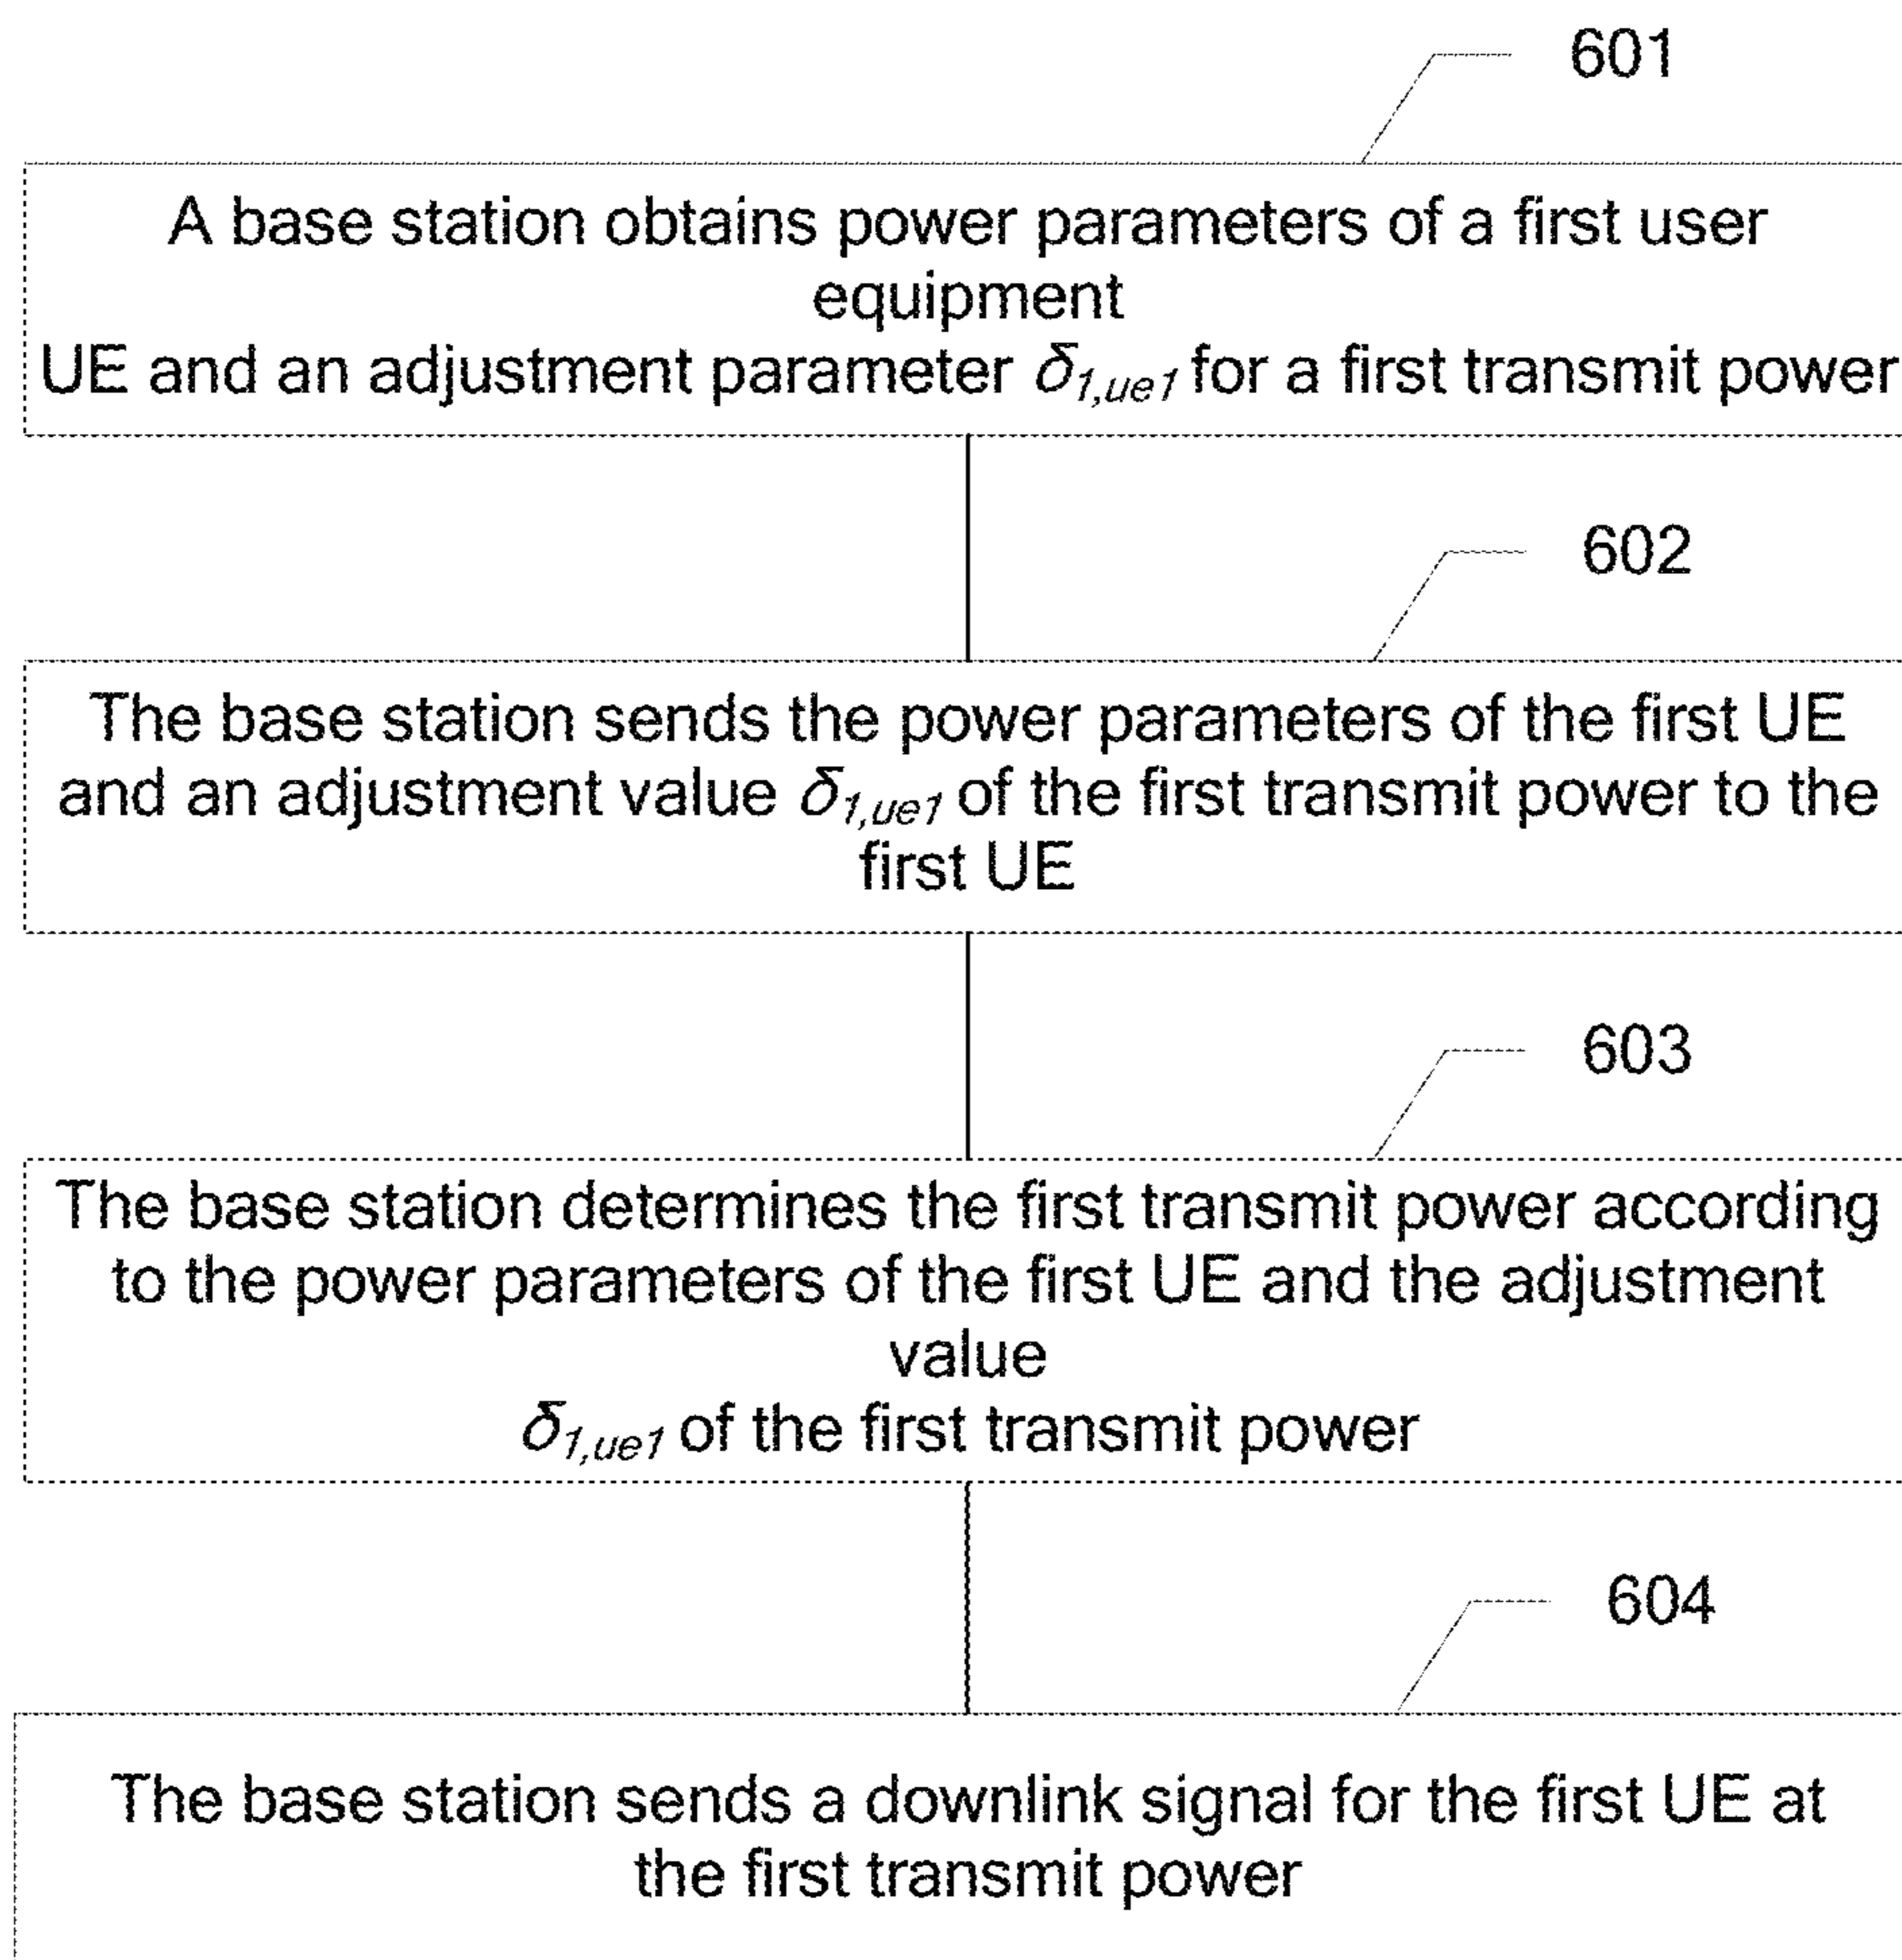 601
A base station obtains power parameters of a first user
equipment
UE and an adjustment parameter δ1,ue1 for a first transmit power
602
The base station sends the power parameters of the first UE
and an adjustment value δ1,ue1 of the first transmit power to the
first UE
603
The base station determines the first transmit power according
to the power parameters of the first UE and the adjustment
value
δ1,ue1 of the first transmit power
604
The base station sends a downlink signal for the first UE at
the first transmit power